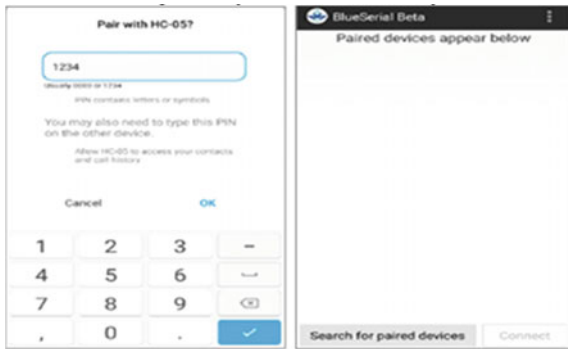 Pair with HC-05?
1234
Usually 0000 or 1234
PIN contains letters or symbols
You may also need to type this PIN
on the other device.
Allow HC-05 to access your contacts
and call history
Cancel OK
1 2 3 -
4 5 6
7 8 9
, 0 .
BlueSerial Beta
Paired devices appear below
Search for paired devices Connect